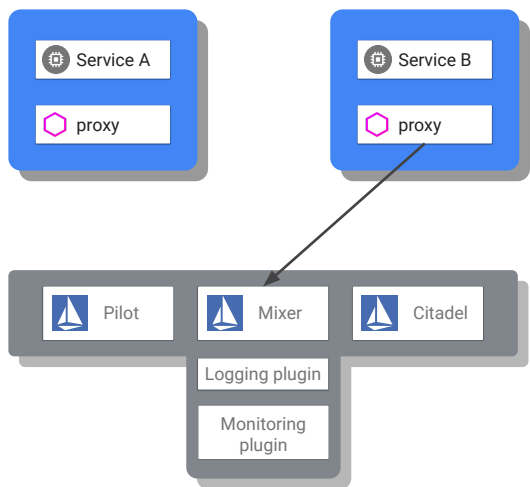 Service A
proxy
Service B
proxy
Pilot
Mixer
Citadel
Logging plugin
Monitoring
plugin